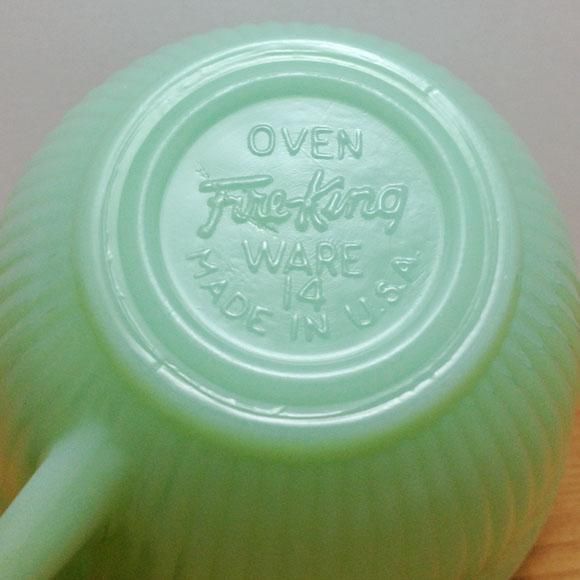 OVEN
Fire-King
WARE
14
MADE IN U.S.A.